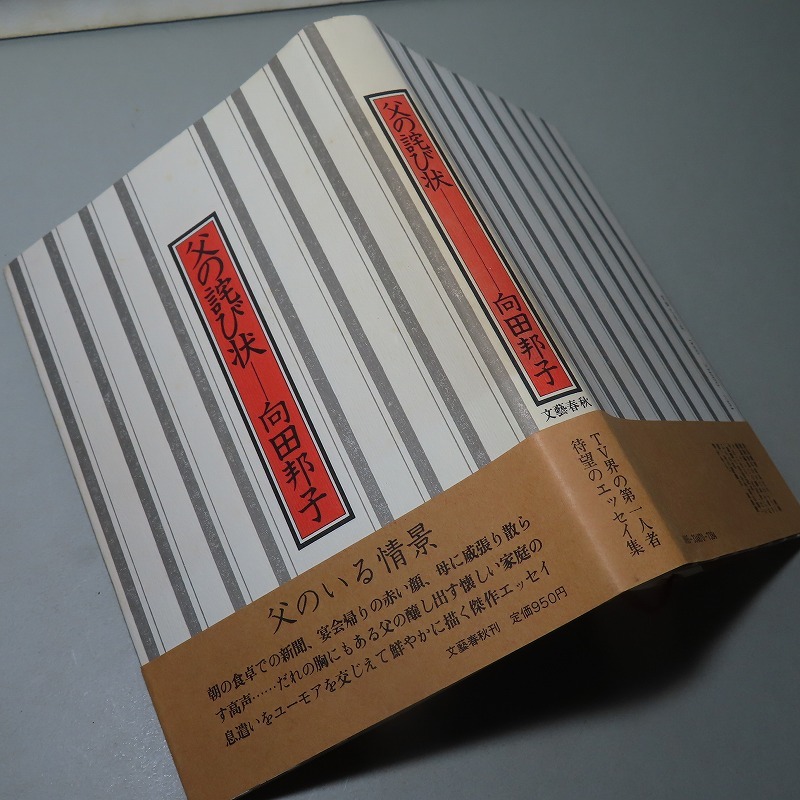 父の詫び状―向田邦子
父のいる情景
朝の食卓での新聞、宴会帰りの赤い顔、母に威張り散ら
す高声……だれの胸にもある父の醸し出す懐しい家庭の
息遣いをユーモアを交じえて鮮やかに描く傑作エッセイ
文藝春秋刊 定価950円
父の詫び状―向田邦子
文藝春秋
TV界の第一人者
待望のエッセイ集